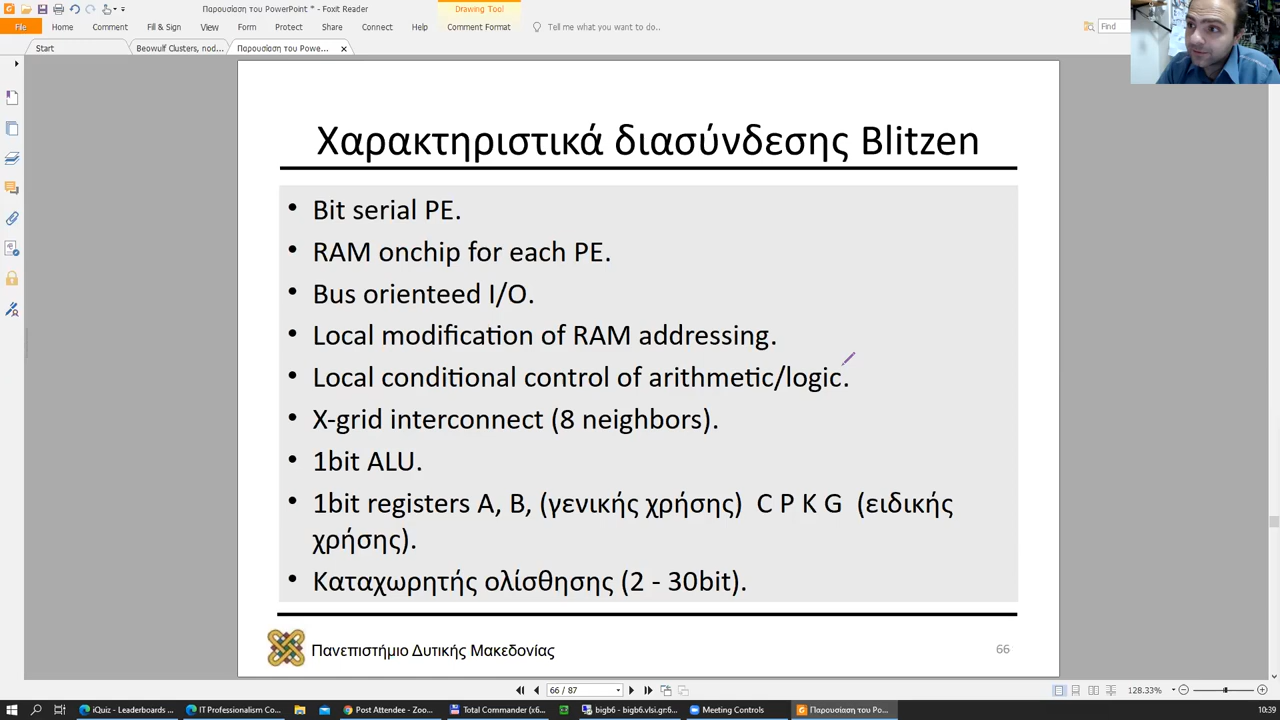 Παρουσίαση του PowerPoint * - Foxit Reader
Drawing Tool
File Home Comment Fill & Sign View Form Protect Share Connect Help Comment Format Tell me what you want to do.. Find
Start Beowulf Clusters, nod... Παρουσίαση του Powe...
Χαρακτηριστικά διασύνδεσης Blitzen
• Bit serial PE.
• RAM onchip for each PE.
• Bus orienteed I/O.
• Local modification of RAM addressing.
• Local conditional control of arithmetic/logic.
• X-grid interconnect (8 neighbors).
• 1bit ALU.
• 1bit registers A, B, (γενικής χρήσης) C P K G (ειδικής
χρήσης).
• Καταχωρητής ολίσθησης (2 - 30bit).
Πανεπιστήμιο Δυτικής Μακεδονίας
66
66 / 87
128.33%
iQuiz - Leaderboards ... IT Professionalism Co... Post Attendee - Zoo... Total Commander (x6... bigb6 - bigb6.vlsi.gr:6... Meeting Controls Παρουσίαση του Po... 10:39